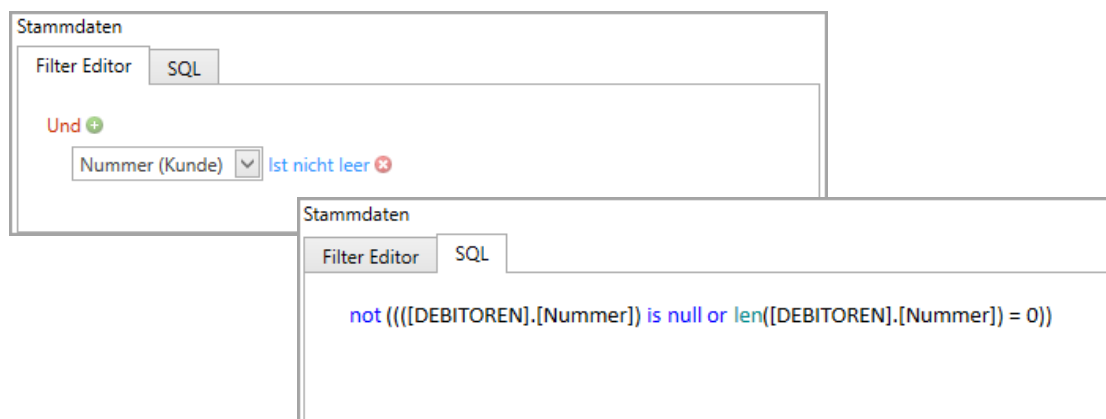 Stammdaten
Filter Editor SQL
Und
Nummer (Kunde) Ist nicht leer
Stammdaten
Filter Editor SQL
not ((([DEBITOREN].[Nummer]) is null or len([DEBITOREN].[Nummer]) = 0))